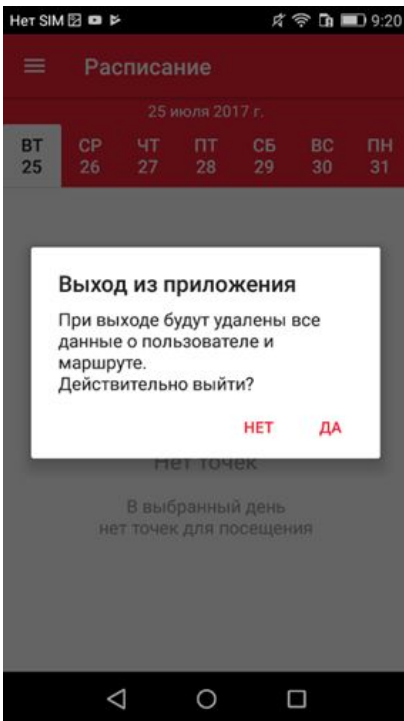 Нет SIM 9:20
Расписание
25 июля 2017 г.
ВТ СР ЧТ ПТ СБ ВС ПН
25 26 27 28 29 30 31
Выход из приложения
При выходе будут удалены все
данные о пользователе и
маршруте.
Действительно выйти?
НЕТ ДА
Нет точек
В выбранный день
нет точек для посещения